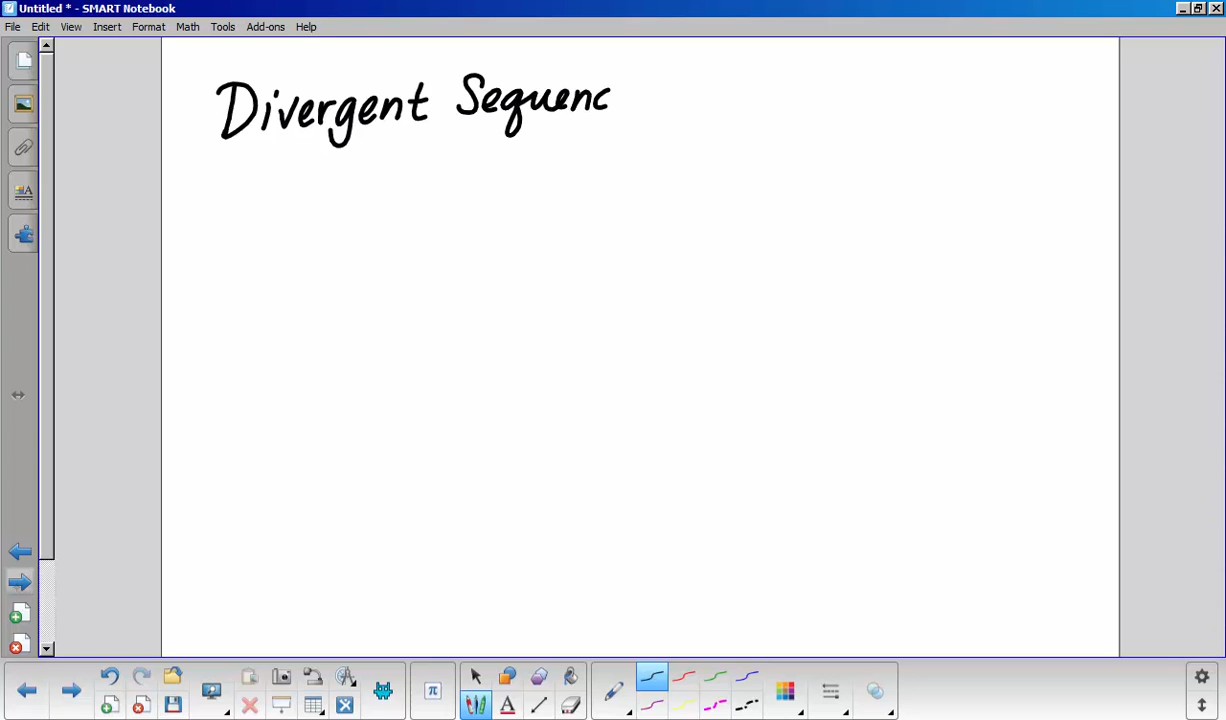 Untitled * - SMART Notebook
File Edit View Insert Format Math Tools Add-ons Help
Divergent Sequenc